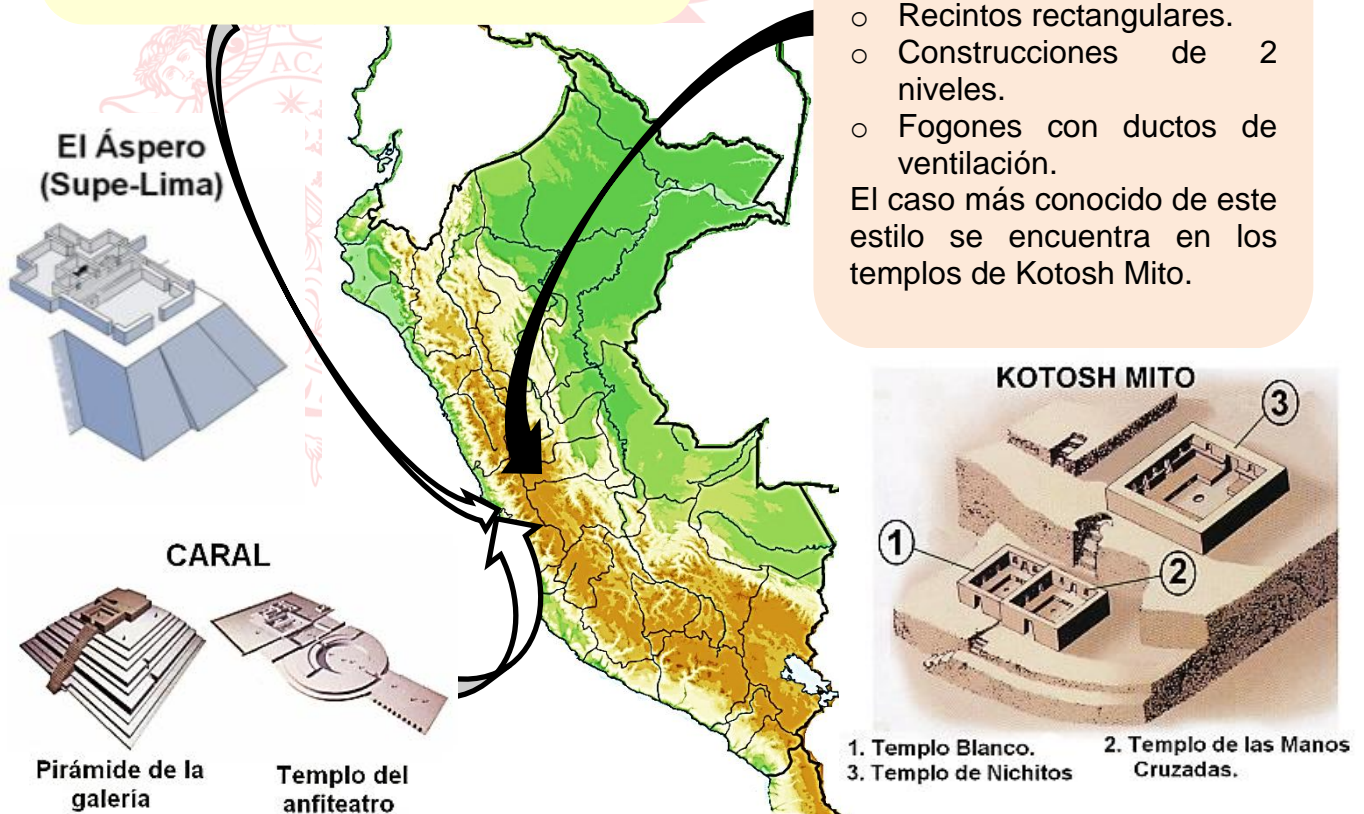 o Recintos rectangulares.
o Construcciones de 2
niveles.
o Fogones con ductos de
ventilación.
El caso más conocido de este
estilo se encuentra en los
templos de Kotosh Mito.
El Áspero
(Supe-Lima)
CARAL
Pirámide de la
galería
Templo del
anfiteatro
KOTOSH MITO
3
1
2
1. Templo Blanco.
2. Templo de las Manos
Cruzadas.
3. Templo de Nichitos